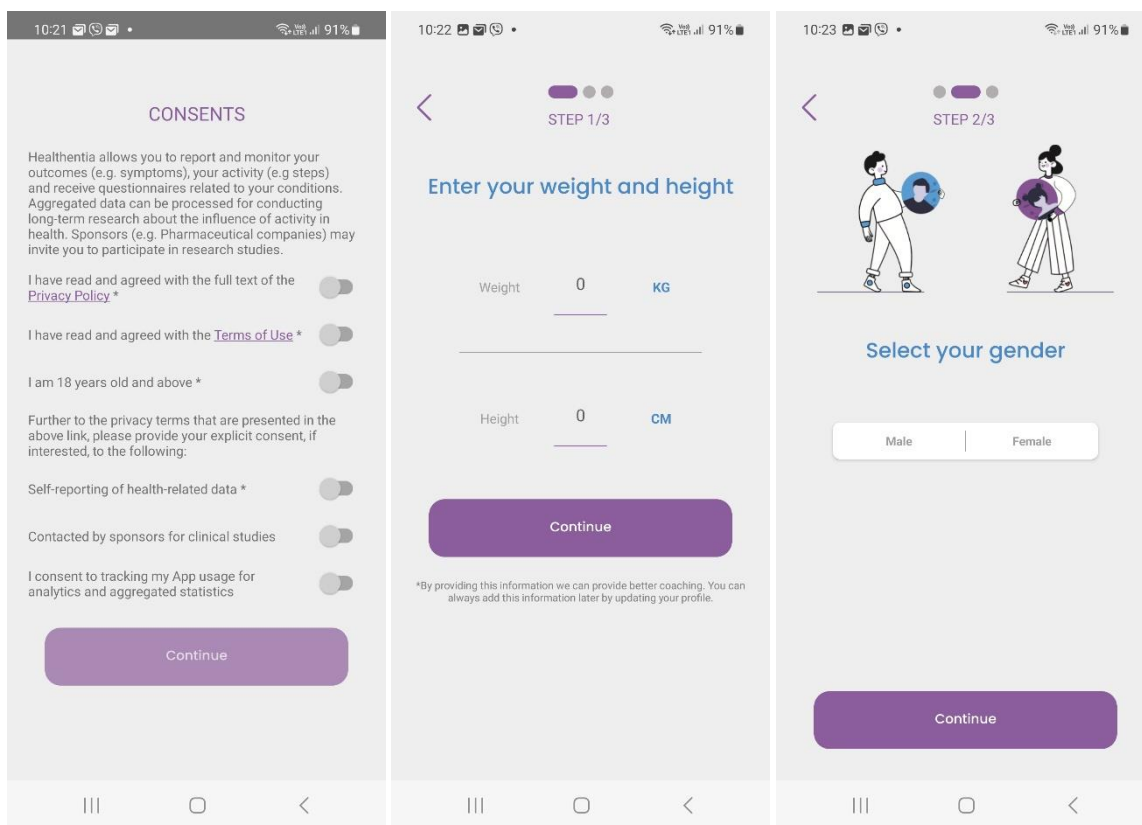 10:21
91%
CONSENTS
Healthentia allows you to report and monitor your
outcomes (e.g. symptoms), your activity (e.g steps)
and receive questionnaires related to your conditions.
Aggregated data can be processed for conducting
long-term research about the influence of activity in
health. Sponsors (e.g. Pharmaceutical companies) may
invite you to participate in research studies.
I have read and agreed with the full text of the
Privacy Policy *
I have read and agreed with the Terms of Use *
I am 18 years old and above *
Further to the privacy terms that are presented in the
above link, please provide your explicit consent, if
interested, to the following:
Self-reporting of health-related data *
Contacted by sponsors for clinical studies
I consent to tracking my App usage for
analytics and aggregated statistics
Continue
10:22
91%
STEP 1/3
Enter your weight and height
Weight 0 KG
Height 0 CM
Continue
*By providing this information we can provide better coaching. You can
always add this information later by updating your profile.
10:23
91%
STEP 2/3
Select your gender
Male Female
Continue